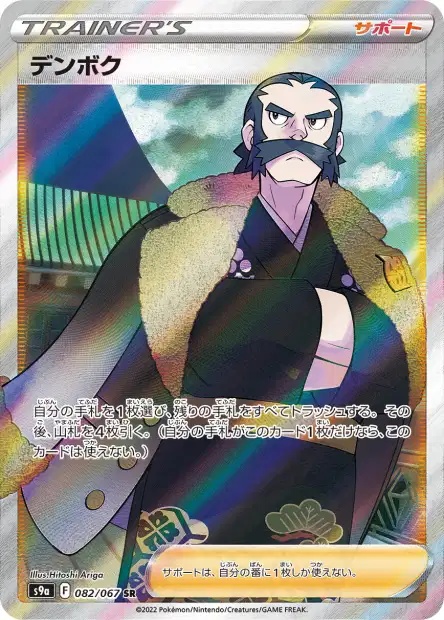 TRAINER'S
サポート
デンボク
自分の手札を1枚選び、残りの手札をすべてトラッシュする。その
後、山札を4枚引く。（自分の手札がこのカード1枚だけなら、この
カードは使えない。）
Illus.Hitoshi Ariga
s9a F 082/067 SR
サポートは、自分の番に1枚しか使えない。
©2022 Pokémon/Nintendo/Creatures/GAME FREAK.